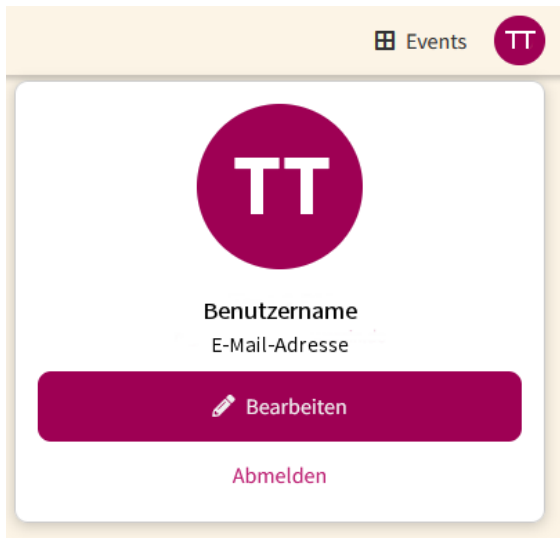 Events TT
TT
Benutzername
E-Mail-Adresse
Bearbeiten
Abmelden